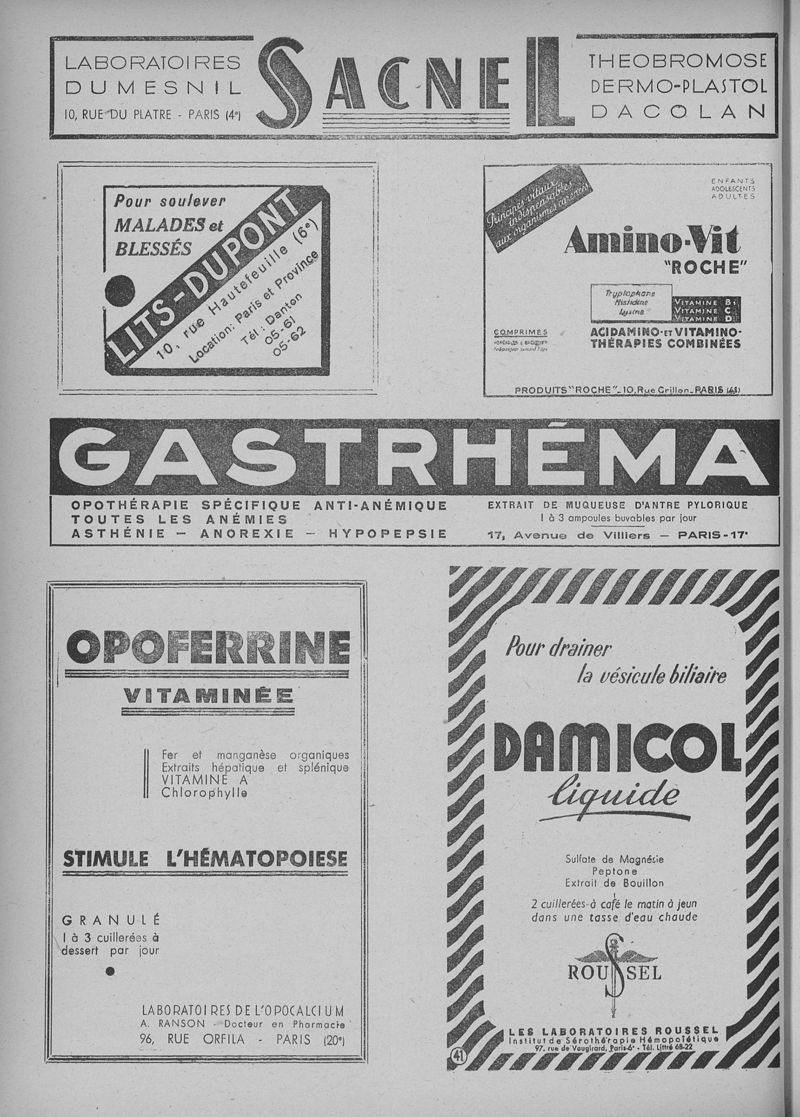 LABORATOIRES
DUMESNIL
10, RUE DU PLATRE - PARIS (4e)
SACNEL
THEOBROMOSE
DERMO-PLASTOL
DACOLAN
Pour soulever
MALADES et
BLESSÉS
LITS-DUPONT
10, rue Hautefeuille (6e)
Location: Paris et Province
Tél: Danton
05-61
05-62
Principes vitaux
indispensables
aux organismes carencés
ENFANTS
ADOLESCENTS
ADULTES
Amino-Vit
"ROCHE"
Tryptophane
Histidine
Lysine
VITAMINE B1
VITAMINE C
VITAMINE D
COMPRIMÉS
ACIDAMINO-ET VITAMINO-
THÉRAPIES COMBINÉES
PRODUITS "ROCHE"_10, Rue Crillon_PARIS (4e)
GASTRHÉMA
OPOTHÉRAPIE SPÉCIFIQUE ANTI-ANÉMIQUE
TOUTES LES ANÉMIES
ASTHÉNIE - ANOREXIE - HYPOPEPSIE
EXTRAIT DE MUQUEUSE D'ANTRE PYLORIQUE
1 à 3 ampoules buvables par jour
17, Avenue de Villiers - PARIS-17e
OPOFERRINE
VITAMINÉE
Fer et manganèse organiques
Extraits hépatique et splénique
VITAMINE A
Chlorophylle
STIMULE L'HÉMATOPOIESE
GRANULÉ
1 à 3 cuillerées à
dessert par jour
LABORATOIRES DE L'OPOCALCIUM
A. RANSON - Docteur en Pharmacie
96, RUE ORFILA - PARIS (20e)
Pour drainer
la vésicule biliaire
DAMICOL
liquide
Sulfate de Magnésie
Peptone
Extrait de Bouillon
2 cuillerées à café le matin à jeun
dans une tasse d'eau chaude
ROUSSEL
LES LABORATOIRES ROUSSEL
Institut de Sérothérapie Hémopoïétique
97, rue de Vaugirard, Paris-6e - Tél. Littré 68-22
41